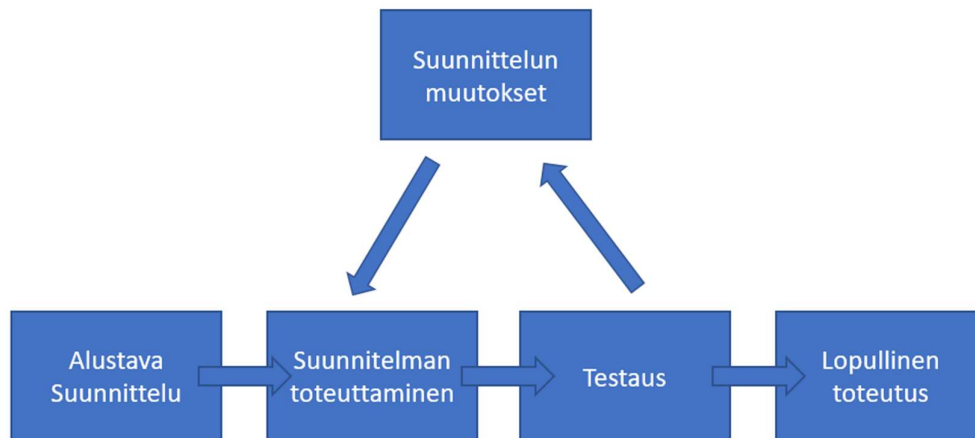 Suunnittelun
muutokset
Alustava
Suunnittelu
Suunnitelman
toteuttaminen
Testaus
Lopullinen
toteutus